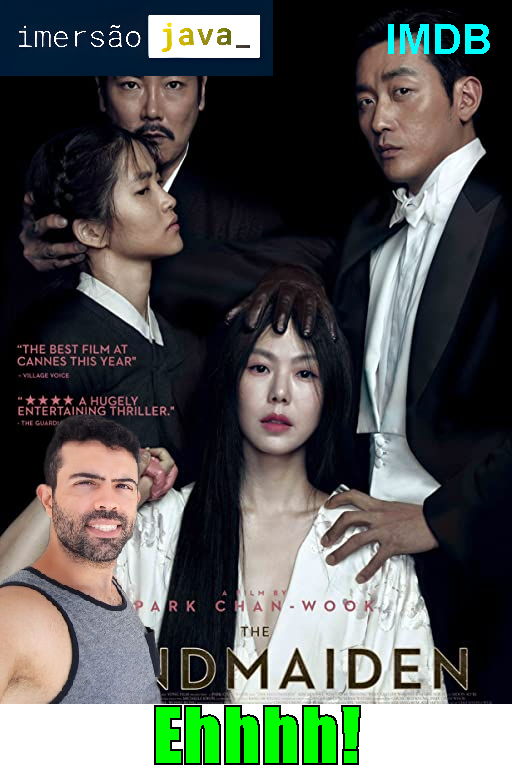 imersão java_
IMDB
“THE BEST FILM AT
CANNES THIS YEAR”
- VILLAGE VOICE
“★★★★ A HUGELY
ENTERTAINING THRILLER.”
- THE
A FILM BY
PARK CHAN-WOOK
THE
NDMAIDEN
Ehhhh!